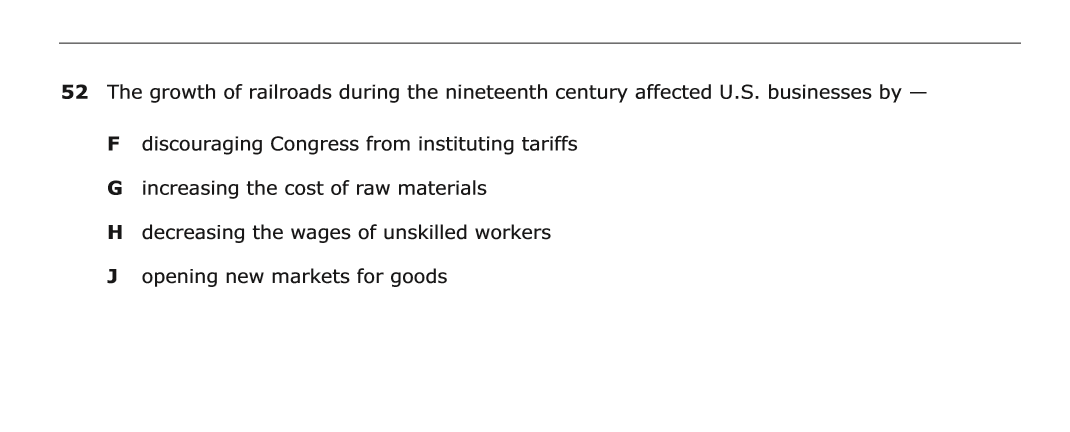 52 The growth of railroads during the nineteenth century affected U.S. businesses by —
F discouraging Congress from instituting tariffs
G increasing the cost of raw materials
H decreasing the wages of unskilled workers
J opening new markets for goods